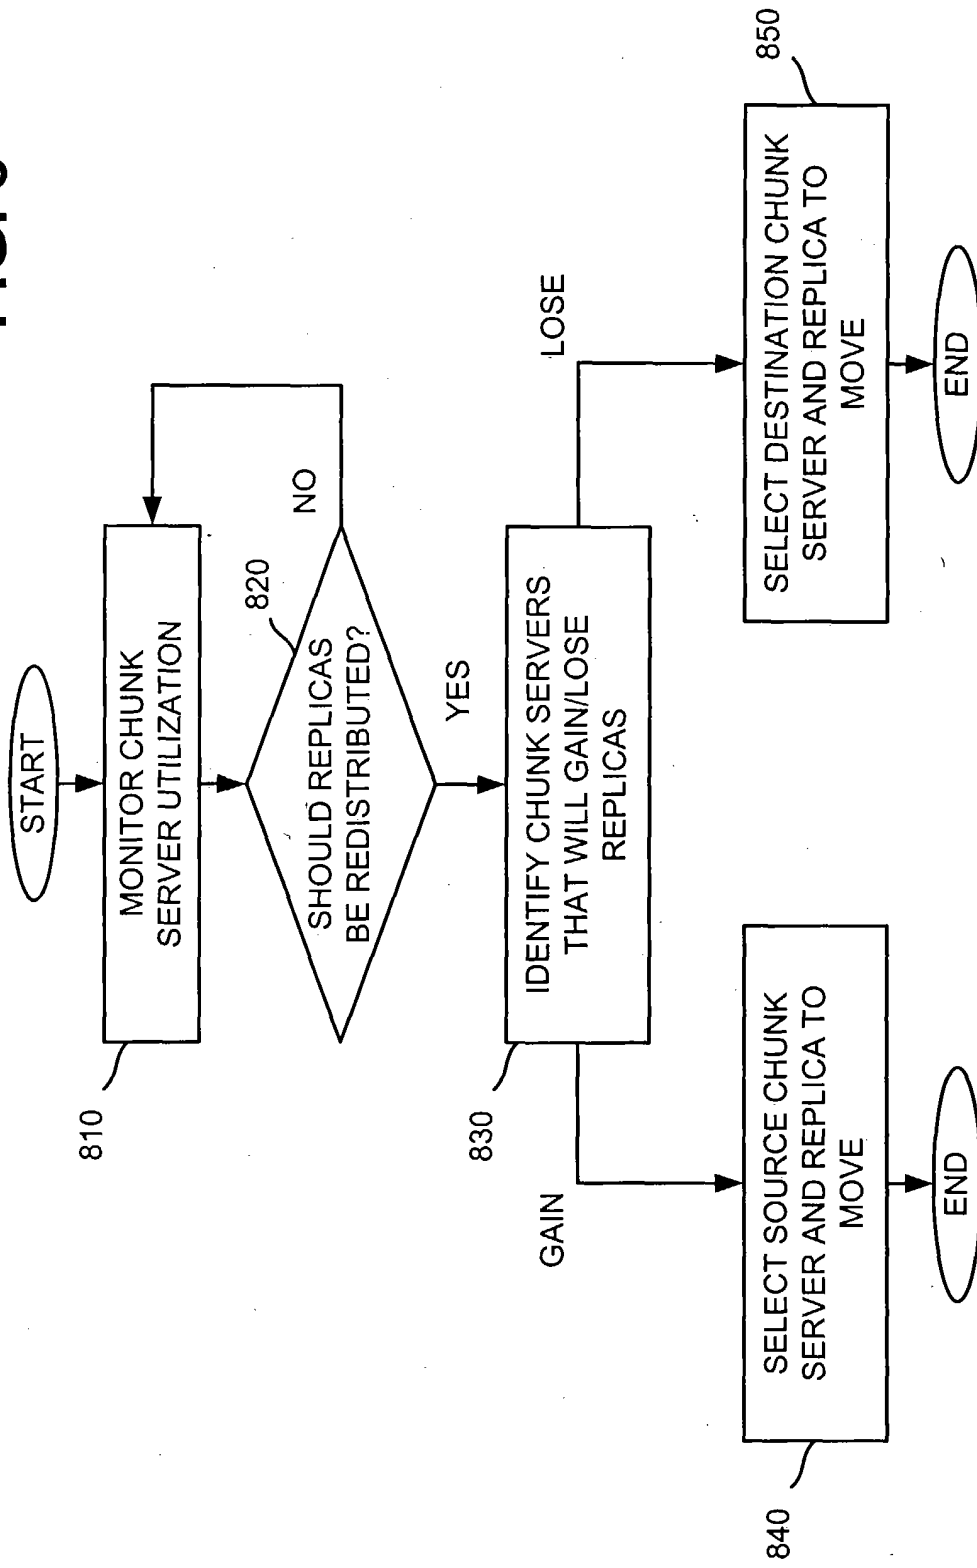 START
MONITOR CHUNK
SERVER UTILIZATION
810
SHOULD REPLICAS
BE REDISTRIBUTED?
820
NO
YES
IDENTIFY CHUNK SERVERS
THAT WILL GAIN/LOSE
REPLICAS
830
GAIN
LOSE
SELECT SOURCE CHUNK
SERVER AND REPLICA TO
MOVE
840
SELECT DESTINATION CHUNK
SERVER AND REPLICA TO
MOVE
850
END
END